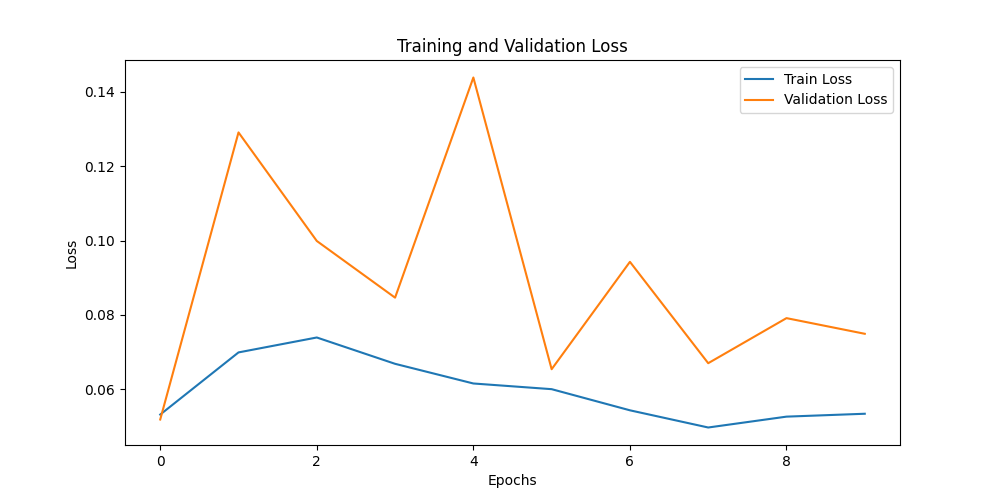 Training and Validation Loss
Train Loss
Validation Loss
0.14
0.12
0.10
0.08
0.06
Loss
0 2 4 6 8
Epochs